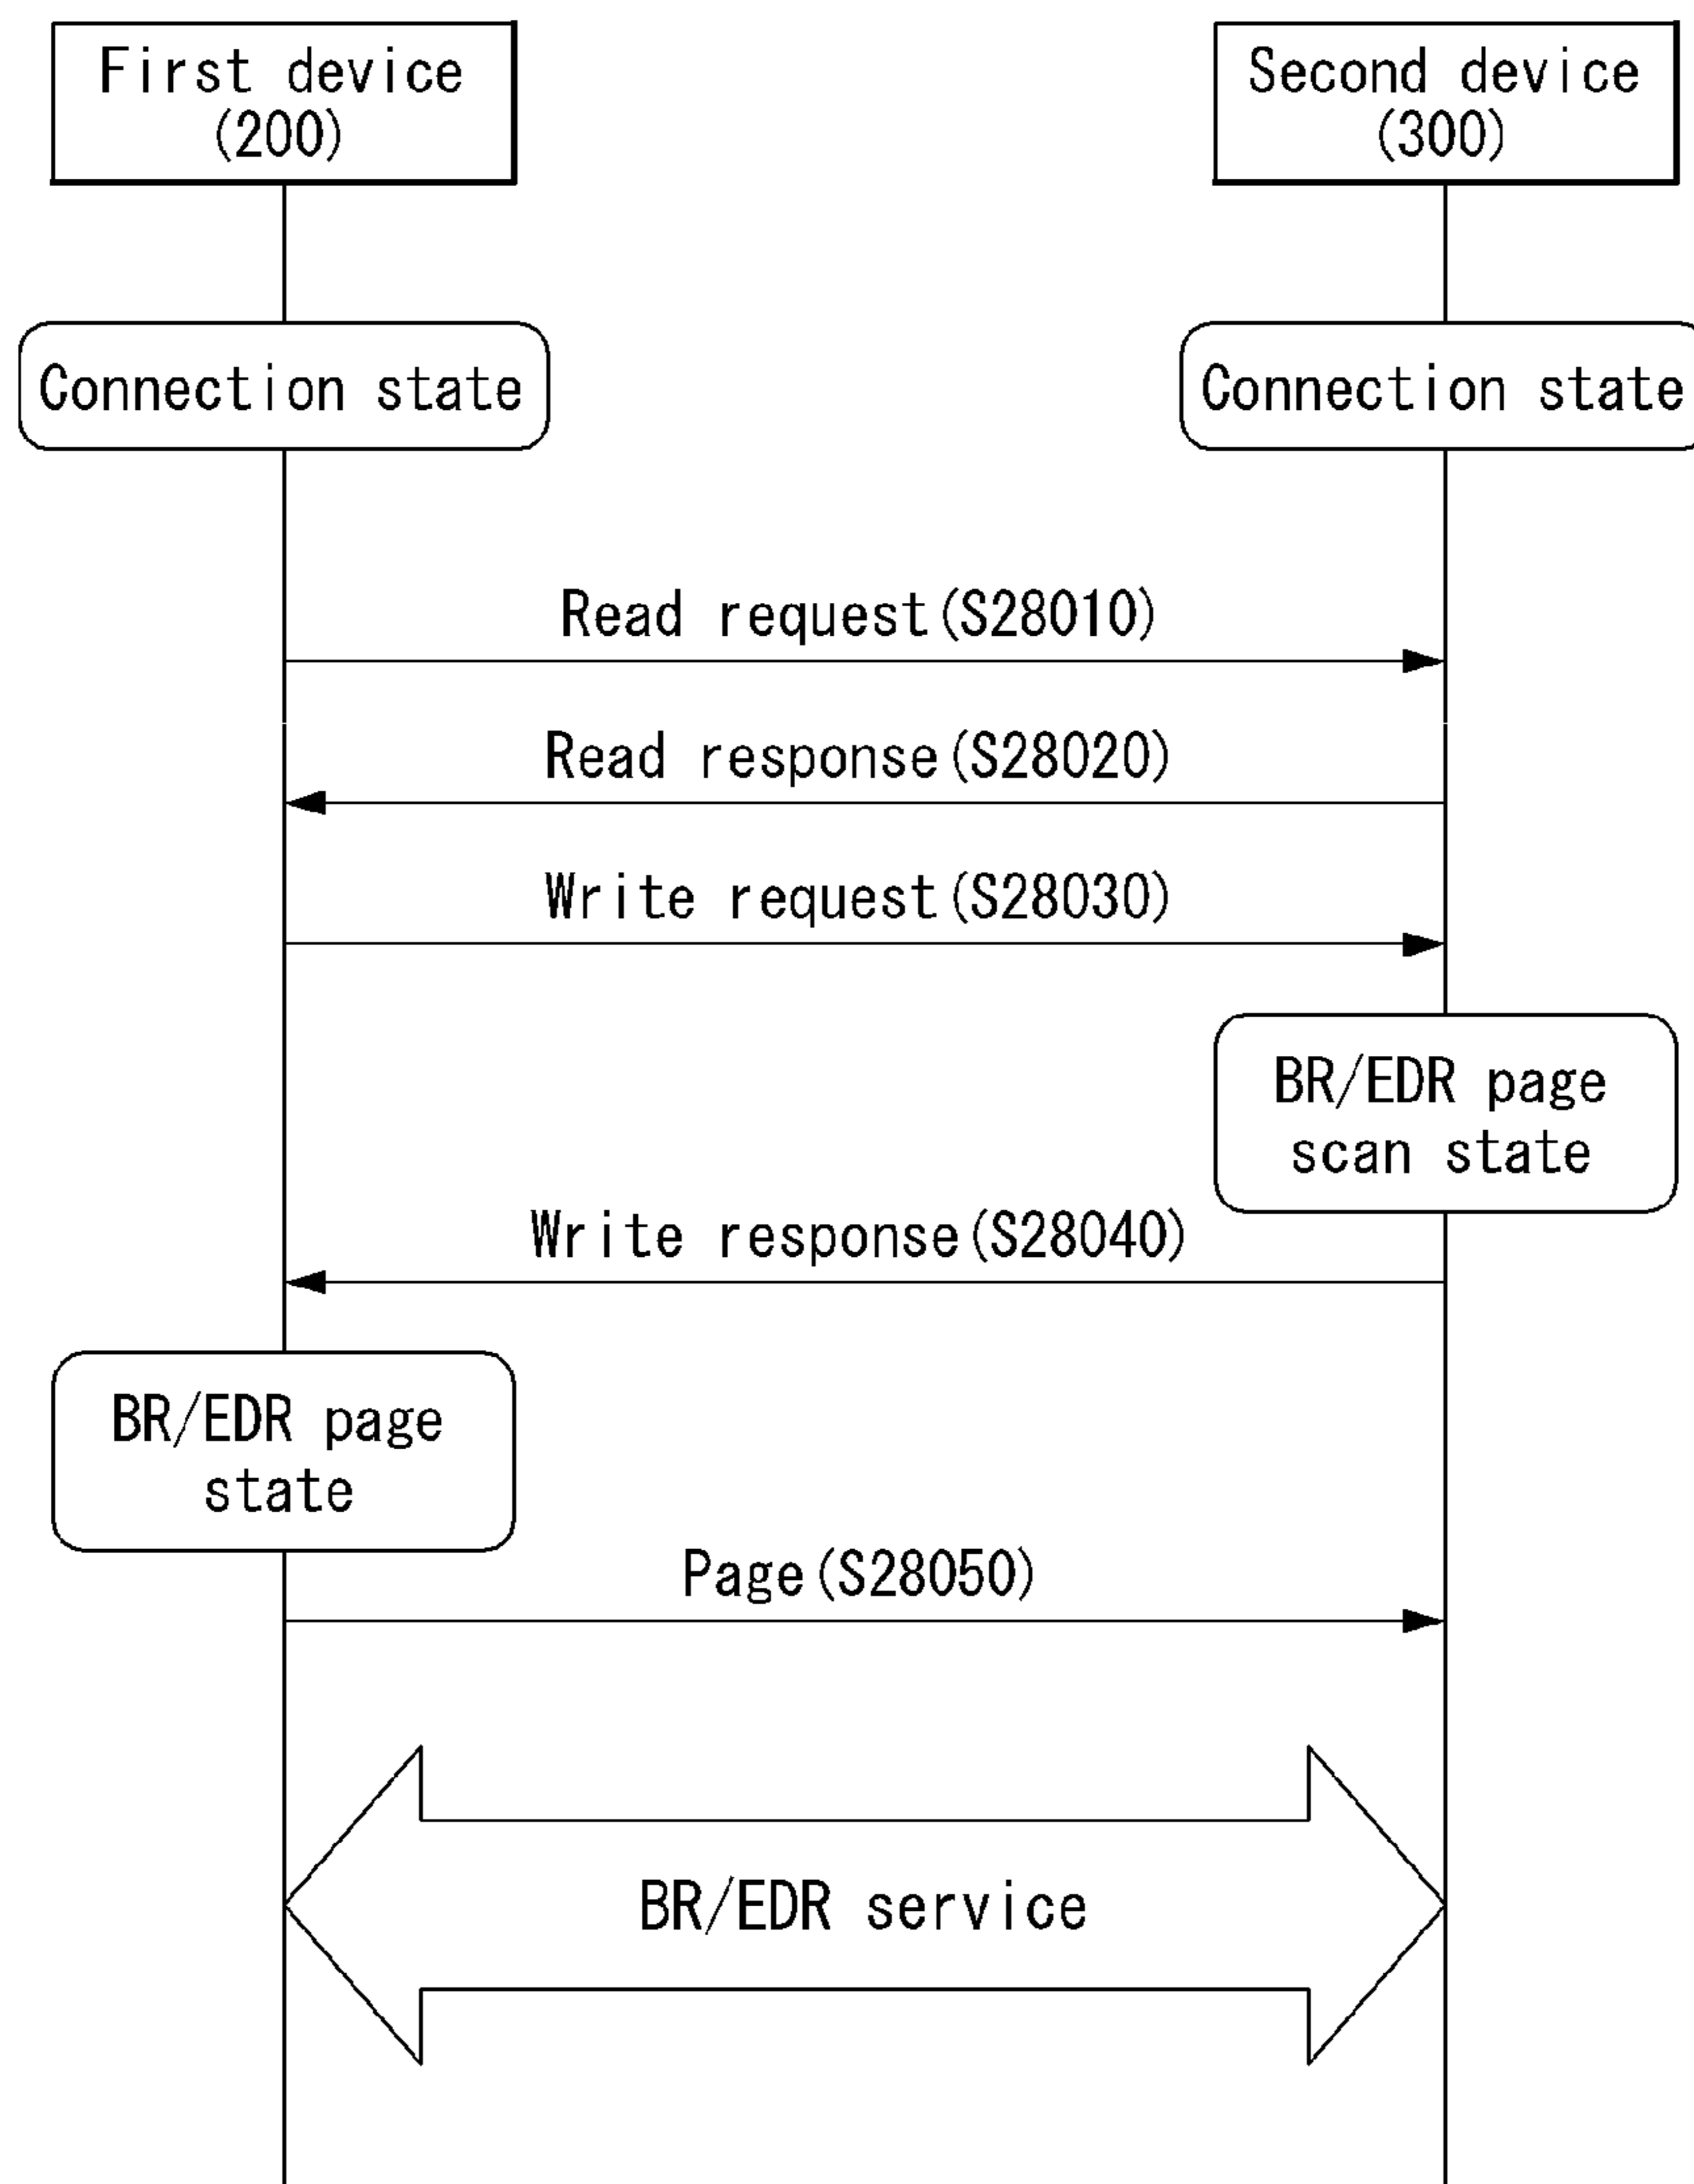 First device
(200)
Second device
(300)
Connection state
Connection state
Read request(S28010)
Read response(S28020)
Write request(S28030)
BR/EDR page
scan state
Write response(S28040)
BR/EDR page
state
Page(S28050)
BR/EDR service